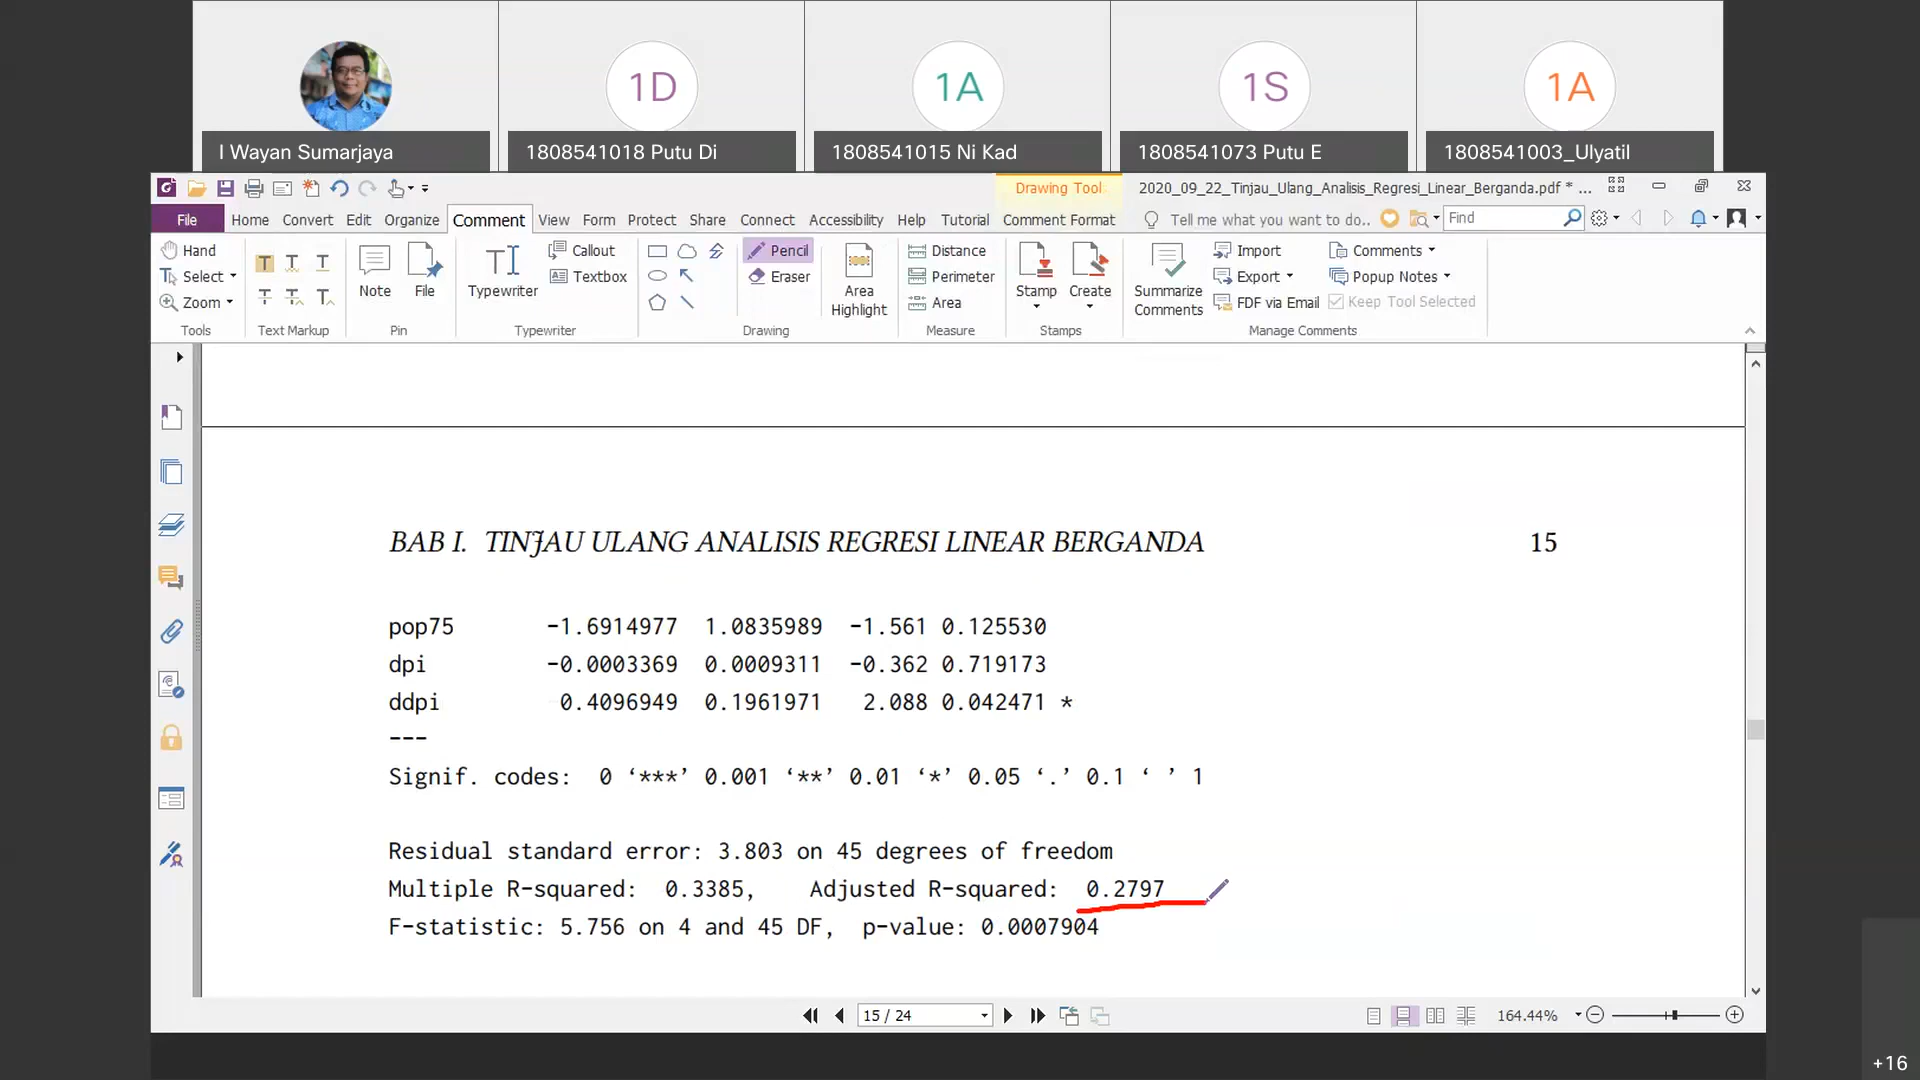 1D
1A
1S
1A
I Wayan Sumarjaya
1808541018 Putu Di
1808541015 Ni Kad
1808541073 Putu E
1808541003_Ulyatil
Drawing Tool
2020_09_22_Tinjau_Ulang_Analisis_Regresi_Linear_Berganda.pdf * ...
File
Home
Convert
Edit
Organize
Comment
View
Form
Protect
Share
Connect
Accessibility
Help
Tutorial
Comment Format
Tell me what you want to do..
Find
Hand
Select
Zoom
Tools
Text Markup
Note
File
Pin
Typewriter
Callout
Textbox
Typewriter
Pencil
Eraser
Area Highlight
Drawing
Distance
Perimeter
Area
Measure
Stamp
Create
Stamps
Summarize Comments
Import
Export
FDF via Email
Comments
Popup Notes
Keep Tool Selected
Manage Comments
BAB I. TINJAU ULANG ANALISIS REGRESI LINEAR BERGANDA 15
pop75 -1.6914977 1.0835989 -1.561 0.125530
dpi -0.0003369 0.0009311 -0.362 0.719173
ddpi 0.4096949 0.1961971 2.088 0.042471 *
---
Signif. codes: 0 ‘***’ 0.001 ‘**’ 0.01 ‘*’ 0.05 ‘.’ 0.1 ‘ ’ 1
Residual standard error: 3.803 on 45 degrees of freedom
Multiple R-squared: 0.3385, Adjusted R-squared: 0.2797
F-statistic: 5.756 on 4 and 45 DF, p-value: 0.0007904
15 / 24
164.44%
+16